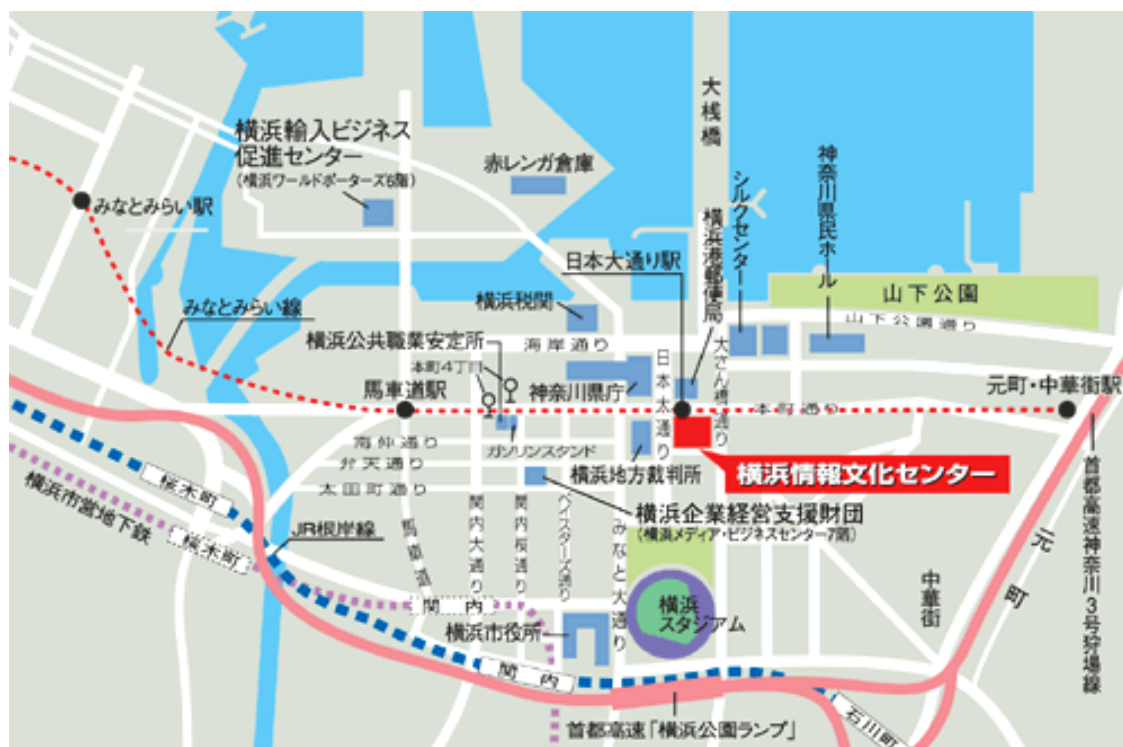 大桟橋
横浜輸入ビジネス
促進センター
(横浜ワールドポーターズ6階)
赤レンガ倉庫
神奈川県民ホール
シルクセンター
みなとみらい駅
横浜港郵便局
日本大通り駅
山下公園
横浜税関
みなとみらい線
山下公園通り
海岸通り
横浜公共職業安定所
本町4丁目
日本大通り
大さん橋通り
馬車道駅
神奈川県庁
元町・中華街駅
本町通り
南仲通り
ガソリンスタンド
弁天通り
横浜地方裁判所
横浜情報文化センター
太田町通り
桜木町
横浜市営地下鉄
桜木町
JR根岸線
馬車道
関内大通り
関内桜通り
ベイスターズ通り
みなと大通り
横浜企業経営支援財団
(横浜メディア・ビジネスセンター7階)
首都高速神奈川3号狩場線
元町
中華街
関内
横浜
スタジアム
横浜市役所
関内
石川町
首都高速「横浜公園ランプ」